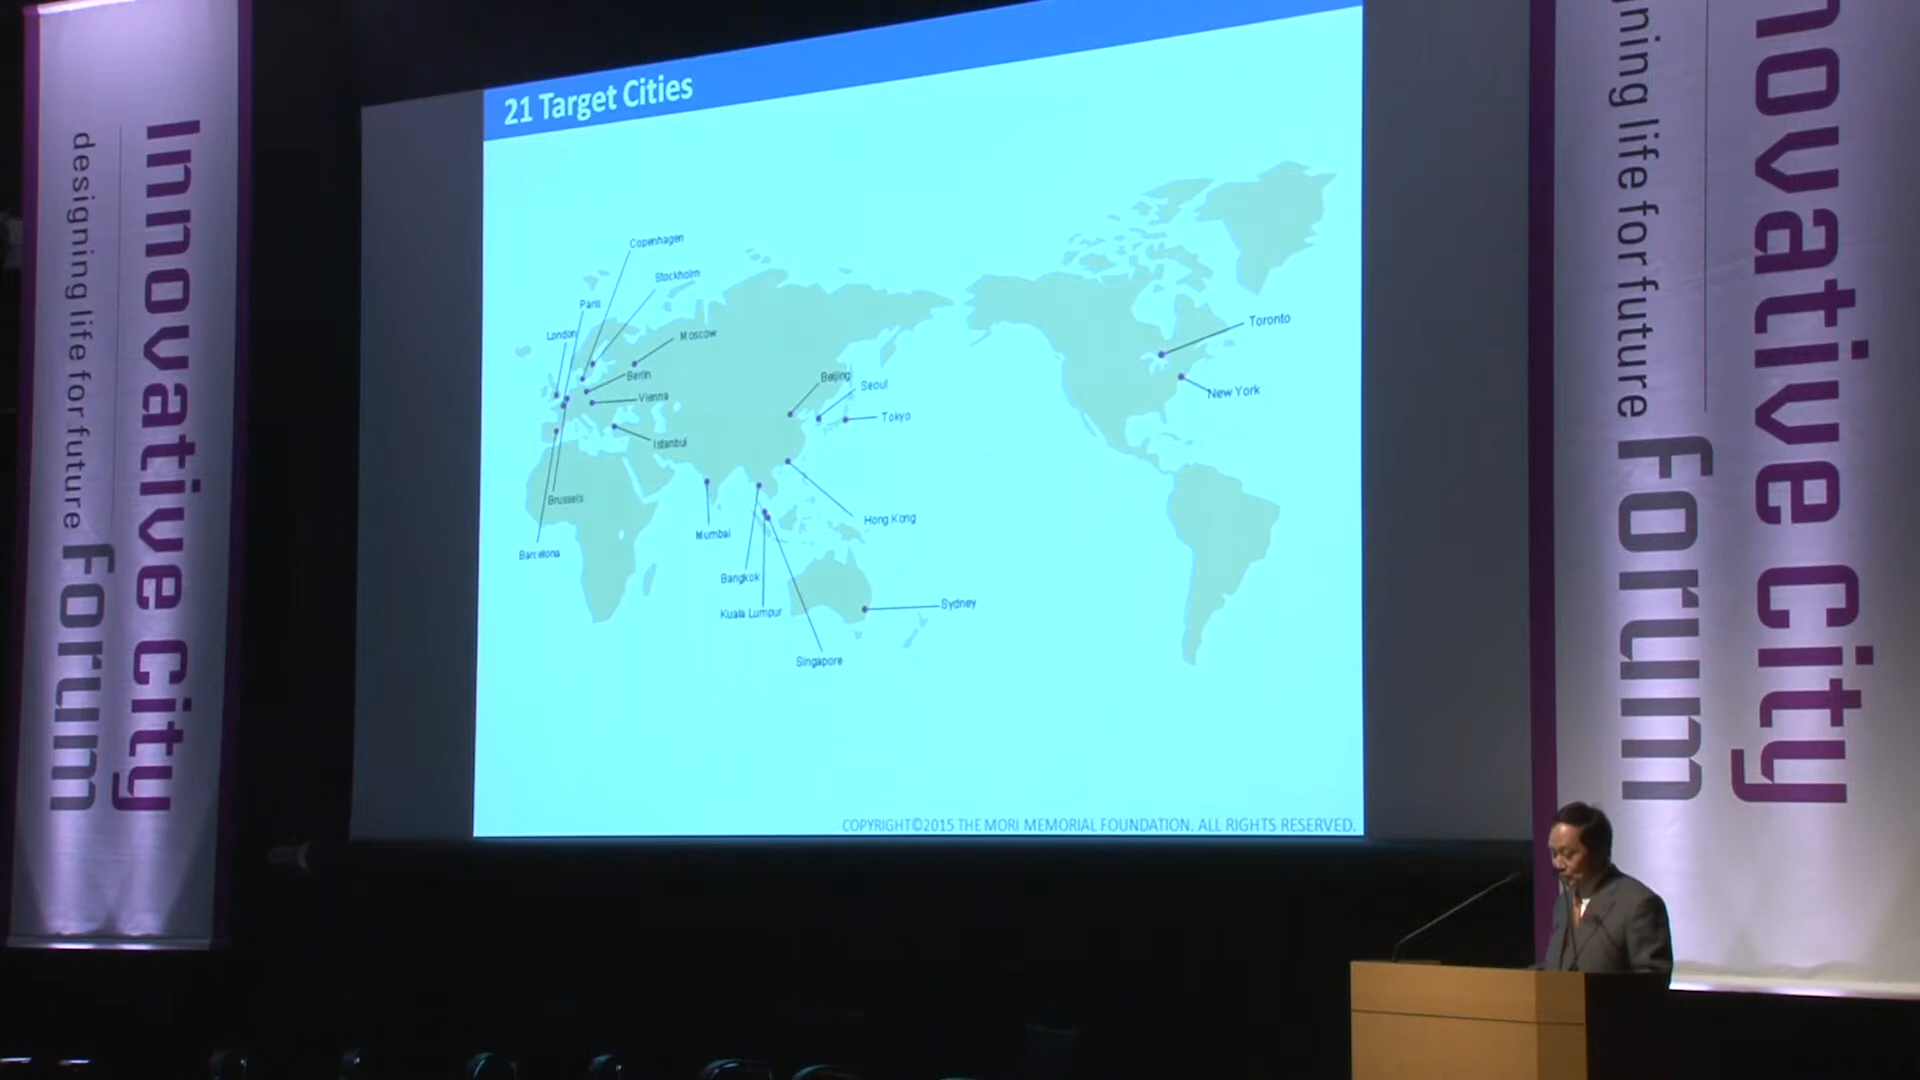 Innovative City
designing life for future
Forum
21 Target Cities
Copenhagen
Stockholm
Paris
London
Moscow
Berlin
Vienna
Istanbul
Brussels
Barcelona
Beijing
Seoul
Tokyo
Hong Kong
Mumbai
Bangkok
Kuala Lumpur
Singapore
Sydney
Toronto
New York
COPYRIGHT©2015 THE MORI MEMORIAL FOUNDATION. ALL RIGHTS RESERVED.
novative City
gning life for future
Forum